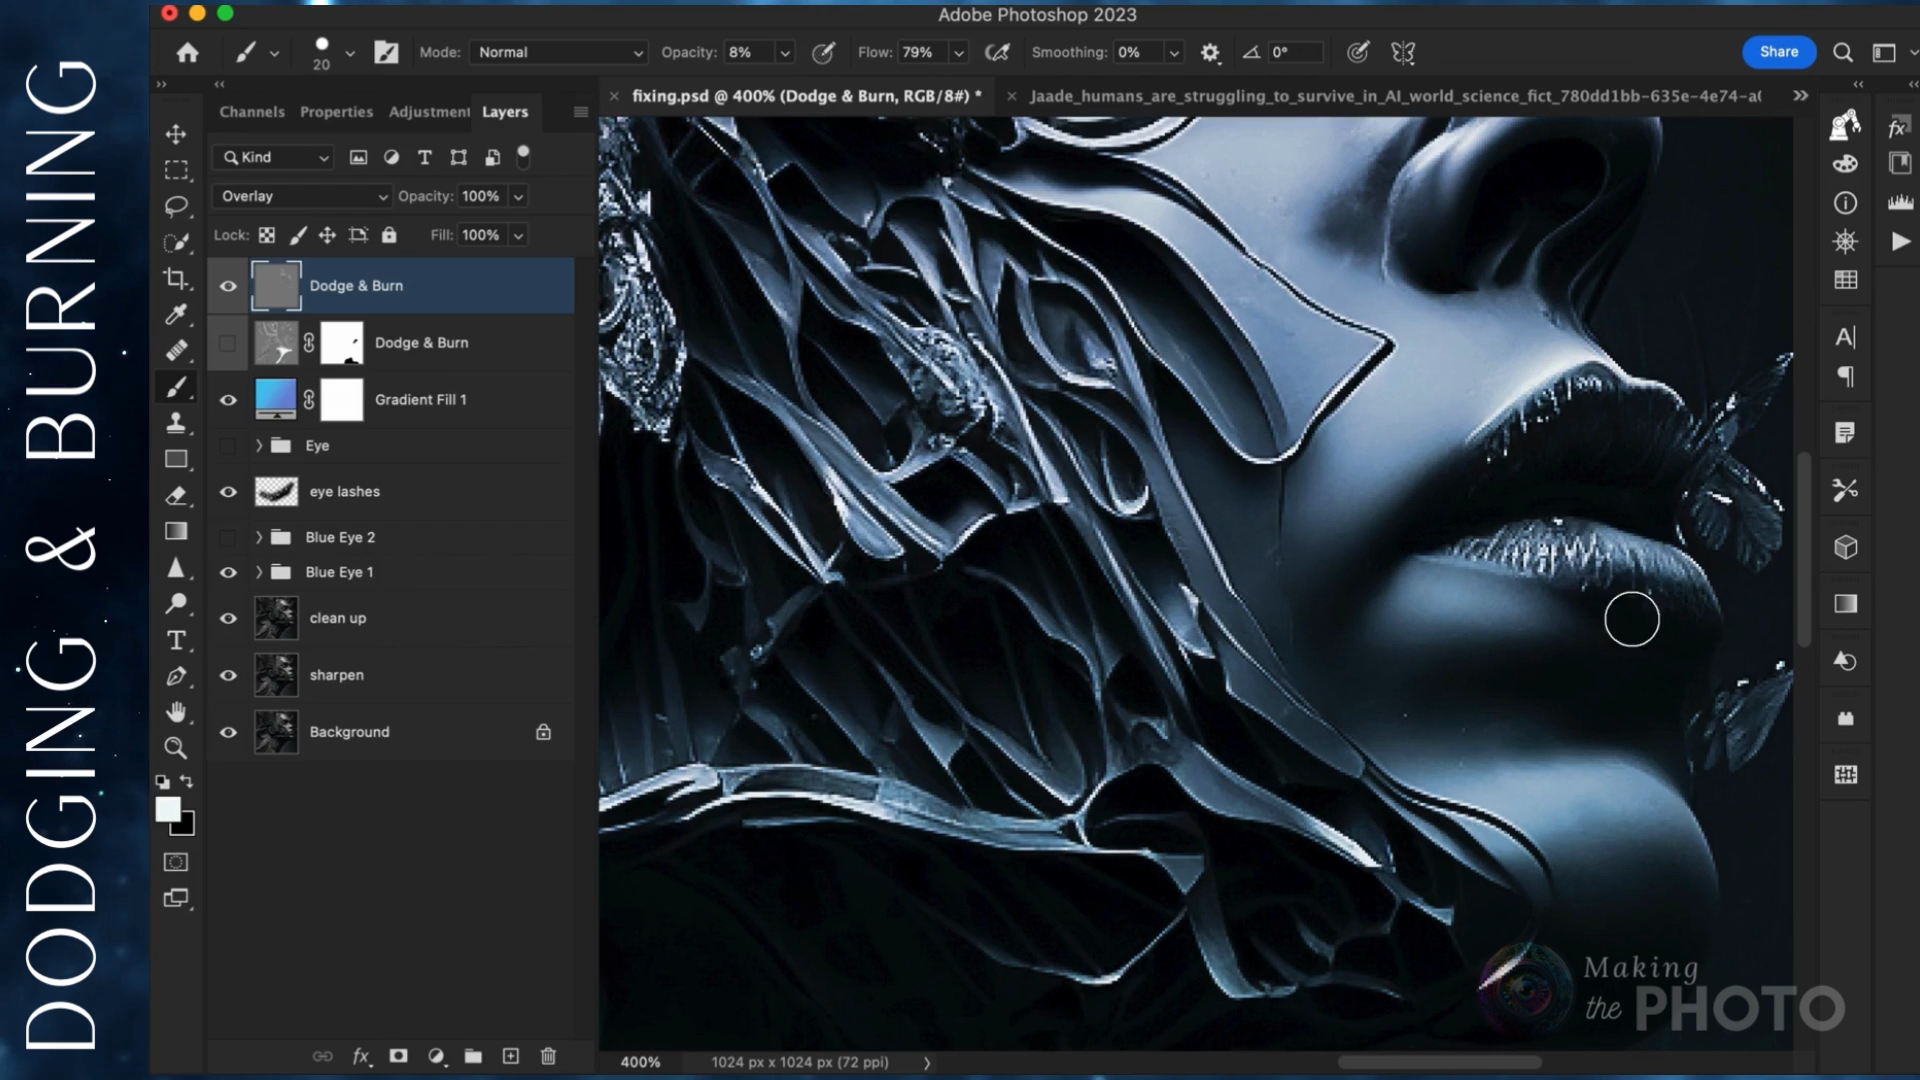 DODGING & BURNING
Adobe Photoshop 2023
20
Mode: Normal
Opacity: 8%
Flow: 79%
Smoothing: 0%
0°
Share
Channels Properties Adjustment Layers
fixing.psd @ 400% (Dodge & Burn, RGB/8#) *
Jaade_humans_are_struggling_to_survive_in_AI_world_science_fict_780dd1bb-635e-4e74-a
Kind
Overlay
Opacity: 100%
Lock:
Fill: 100%
Dodge & Burn
Dodge & Burn
Gradient Fill 1
Eye
eye lashes
Blue Eye 2
Blue Eye 1
clean up
sharpen
Background
fx
400%
1024 px x 1024 px (72 ppi)
Making
the PHOTO